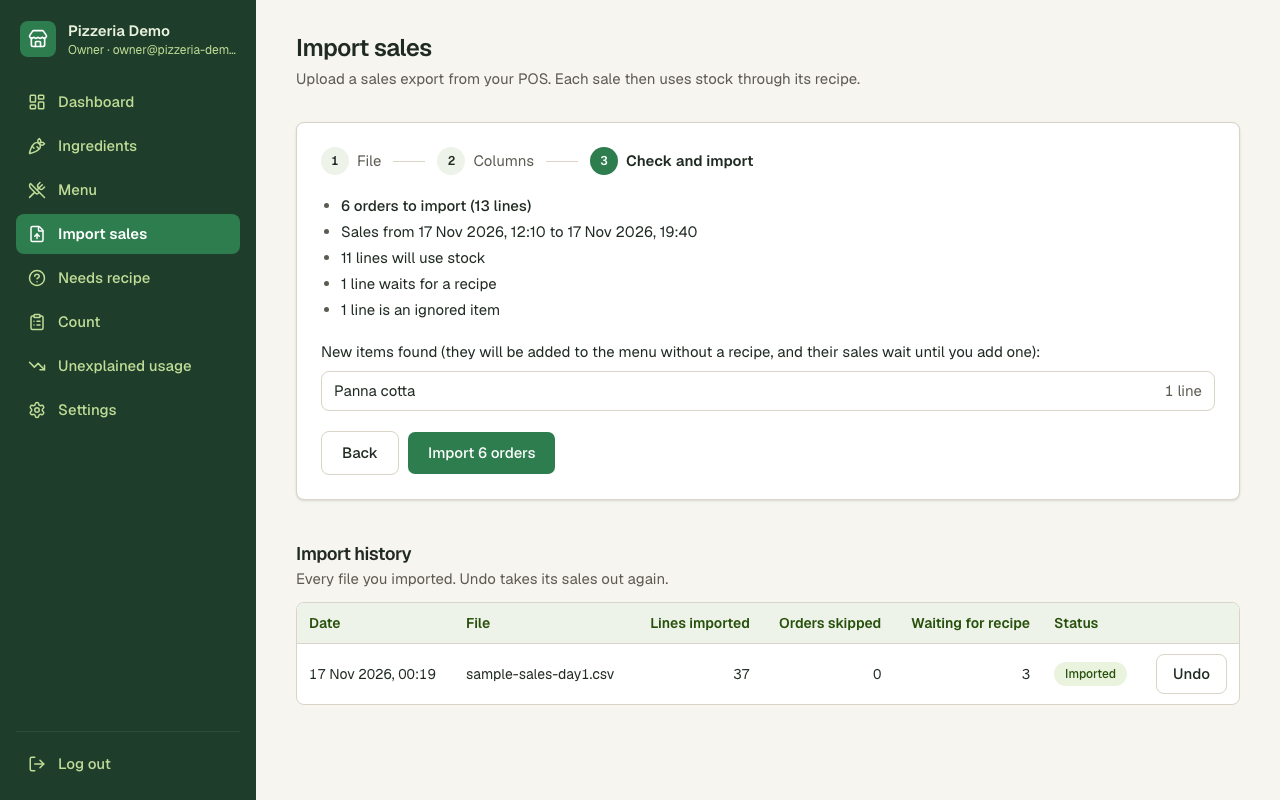 Pizzeria Demo
Owner · owner@pizzeria-dem…
Dashboard
Ingredients
Menu
Import sales
Needs recipe
Count
Unexplained usage
Settings
Log out
Import sales
Upload a sales export from your POS. Each sale then uses stock through its recipe.
1 File 2 Columns 3 Check and import
• 6 orders to import (13 lines)
• Sales from 17 Nov 2026, 12:10 to 17 Nov 2026, 19:40
• 11 lines will use stock
• 1 line waits for a recipe
• 1 line is an ignored item
New items found (they will be added to the menu without a recipe, and their sales wait until you add one):
Panna cotta 1 line
Back Import 6 orders
Import history
Every file you imported. Undo takes its sales out again.
Date File Lines imported Orders skipped Waiting for recipe Status
17 Nov 2026, 00:19 sample-sales-day1.csv 37 0 3 Imported Undo